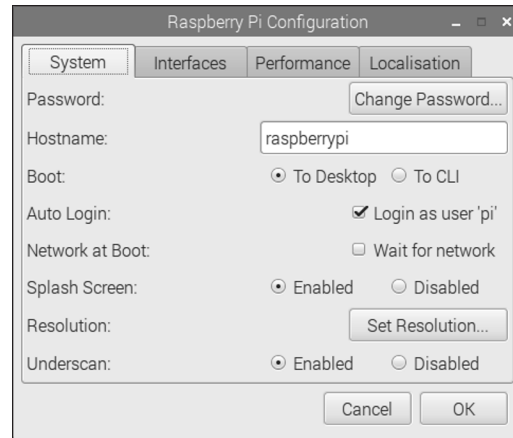 Raspberry Pi Configuration
System Interfaces Performance Localisation
Password: Change Password...
Hostname: raspberrypi
Boot: To Desktop To CLI
Auto Login: Login as user 'pi'
Network at Boot: Wait for network
Splash Screen: Enabled Disabled
Resolution: Set Resolution...
Underscan: Enabled Disabled
Cancel OK